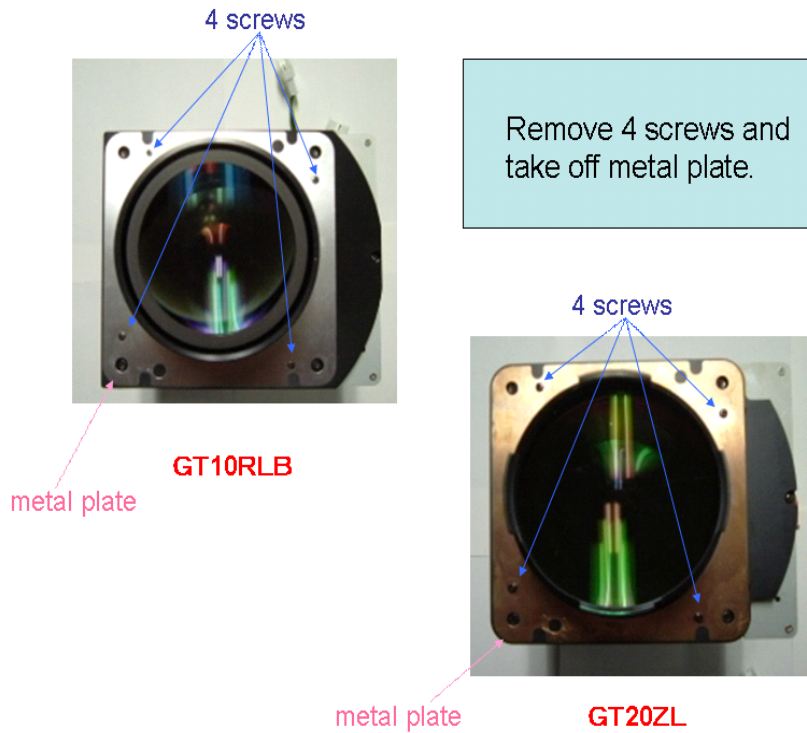 4 screws
Remove 4 screws and
take off metal plate.
GT10RLB
metal plate
4 screws
metal plate
GT20ZL